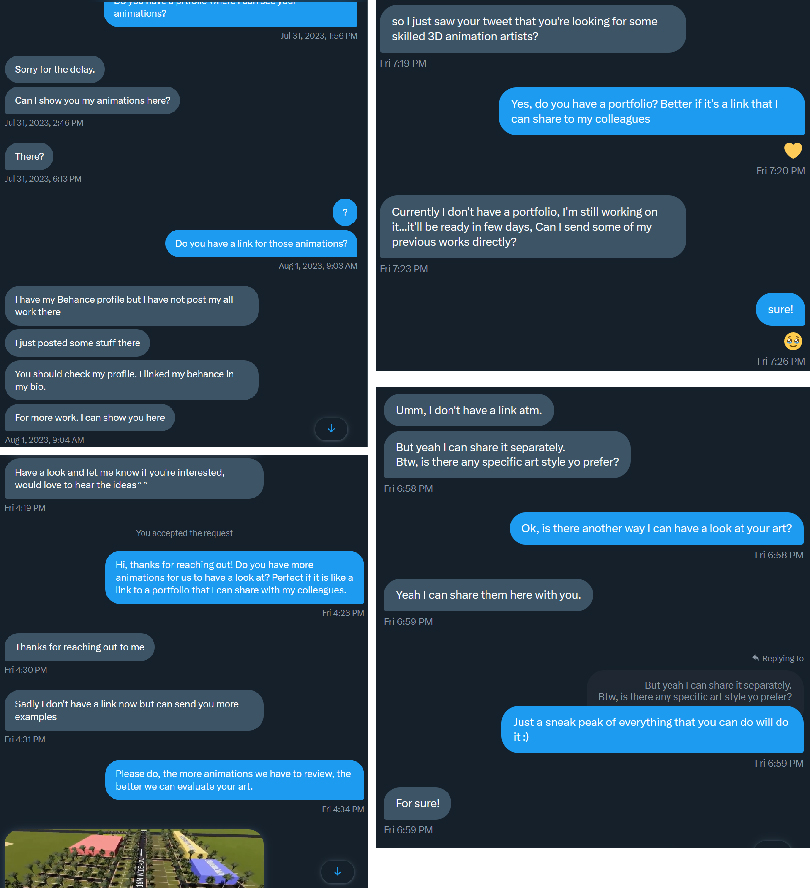 Do you have a portfolio where I can see your
animations?
Jul 31, 2023, 1:56 PM
Sorry for the delay.
Can I show you my animations here?
Jul 31, 2023, 2:46 PM
There?
Jul 31, 2023, 6:13 PM
?
Do you have a link for those animations?
Aug 1, 2023, 9:03 AM
I have my Behance profile but I have not post my all
work there
I just posted some stuff there
You should check my profile. I linked my behance in
my bio.
For more work. I can show you here
Aug 1, 2023, 9:04 AM
Have a look and let me know if you're interested,
would love to hear the ideas^^
Fri 4:19 PM
You accepted the request
Hi, thanks for reaching out! Do you have more
animations for us to have a look at? Perfect if it is like a
link to a portfolio that I can share with my colleagues.
Fri 4:23 PM
Thanks for reaching out to me
Fri 4:30 PM
Sadly I don't have a link now but can send you more
examples
Fri 4:31 PM
Please do, the more animations we have to review, the
better we can evaluate your art.
Fri 4:34 PM
so I just saw your tweet that you're looking for some
skilled 3D animation artists?
Fri 7:19 PM
Yes, do you have a portfolio? Better if it's a link that I
can share to my colleagues
💛
Fri 7:20 PM
Currently I don't have a portfolio, I'm still working on
it...it'll be ready in few days, Can I send some of my
previous works directly?
Fri 7:23 PM
sure!
🥹
Fri 7:26 PM
Umm, I don't have a link atm.
But yeah I can share it separately.
Btw, is there any specific art style yo prefer?
Fri 6:58 PM
Ok, is there another way I can have a look at your art?
Fri 6:58 PM
Yeah I can share them here with you.
Fri 6:59 PM
Replying to
But yeah I can share it separately.
Btw, is there any specific art style yo prefer?
Just a sneak peak of everything that you can do will do
it :)
Fri 6:59 PM
For sure!
Fri 6:59 PM